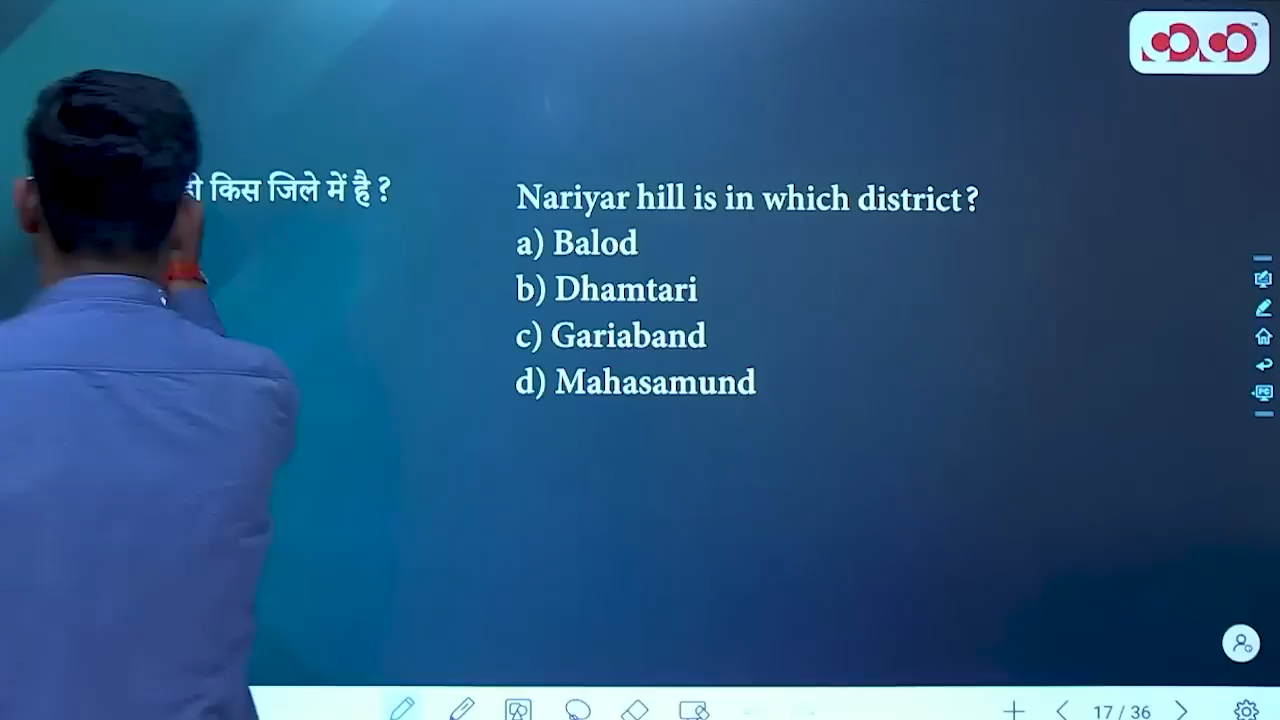 किस जिले में है ?
Nariyar hill is in which district?
a) Balod
b) Dhamtari
c) Gariaband
d) Mahasamund
17 / 36